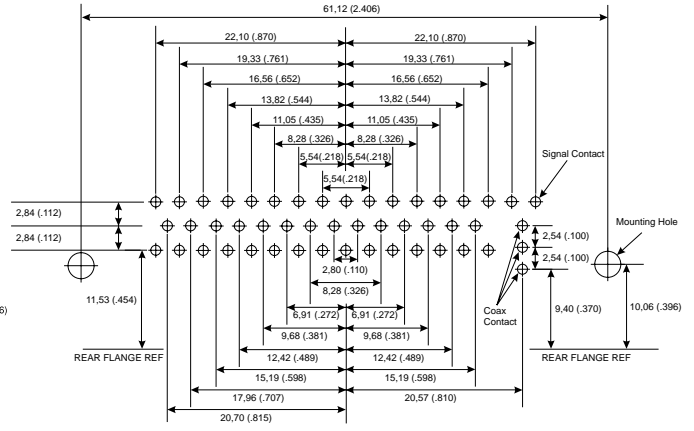 61,12 (2.406)
22,10 (.870) 22,10 (.870)
19,33 (.761) 19,33 (.761)
16,56 (.652) 16,56 (.652)
13,82 (.544) 13,82 (.544)
11,05 (.435) 11,05 (.435)
8,28 (.326) 8,28 (.326)
5,54(.218) 5,54(.218)
5,54(.218)
Signal Contact
2,84 (.112)
2,84 (.112)
Mounting Hole
2,54 (.100)
2,54 (.100)
2,80 (.110)
8,28 (.326)
6,91 (.272) 6,91 (.272)
9,68 (.381) 9,68 (.381)
12,42 (.489) 12,42 (.489)
15,19 (.598) 15,19 (.598)
17,96 (.707) 20,57 (.810)
20,70 (.815)
11,53 (.454)
Coax
Contact
9,40 (.370)
10,06 (.396)
REAR FLANGE REF REAR FLANGE REF